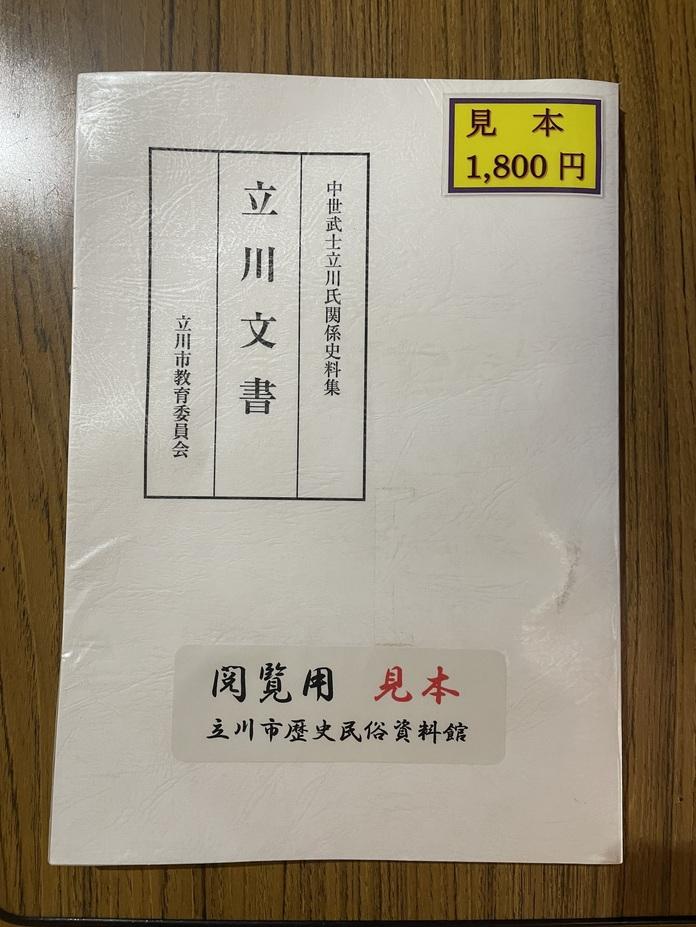 見本
1,800円
中世武士立川氏関係史料集
立川文書
立川市教育委員会
閲覧用 見本
立川市歴史民俗資料館